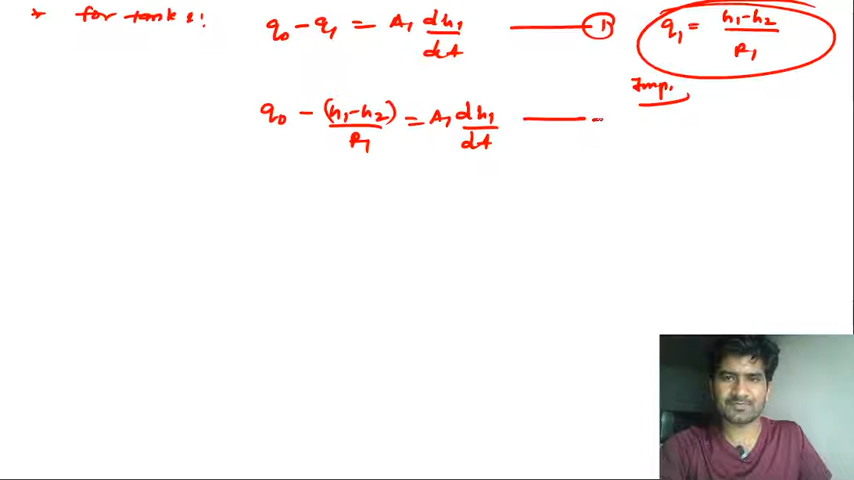 * for tank 1:
q₀ - q₁ = A₁ dh₁/dt —— ①
q₁ = h₁-h₂/R₁
Imp.
q₀ - (h₁-h₂)/R₁ = A₁ dh₁/dt ——